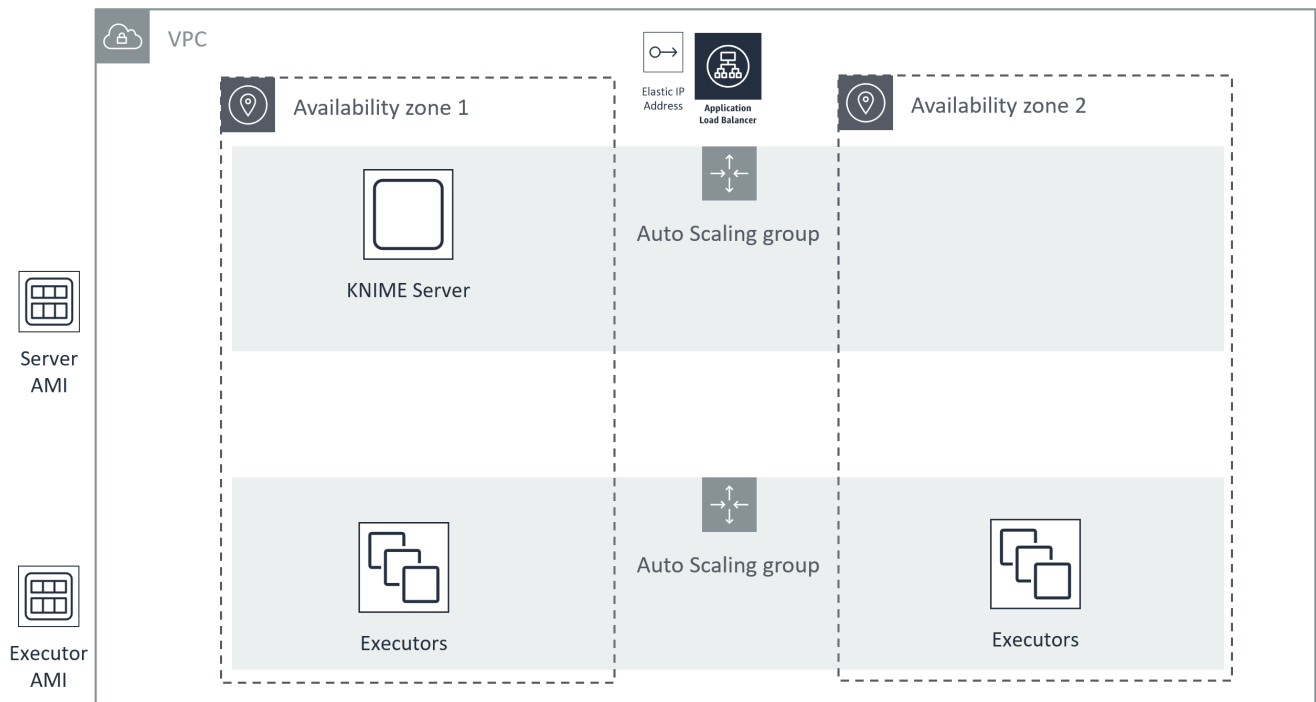 VPC
Elastic IP
Address
Application
Load Balancer
Availability zone 1
Availability zone 2
Auto Scaling group
KNIME Server
Server
AMI
Auto Scaling group
Executors
Executors
Executor
AMI